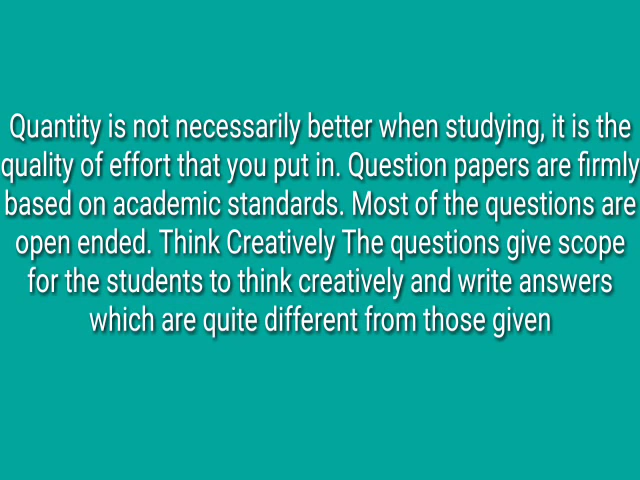 Quantity is not necessarily better when studying, it is the
quality of effort that you put in. Question papers are firmly
based on academic standards. Most of the questions are
open ended. Think Creatively The questions give scope
for the students to think creatively and write answers
which are quite different from those given